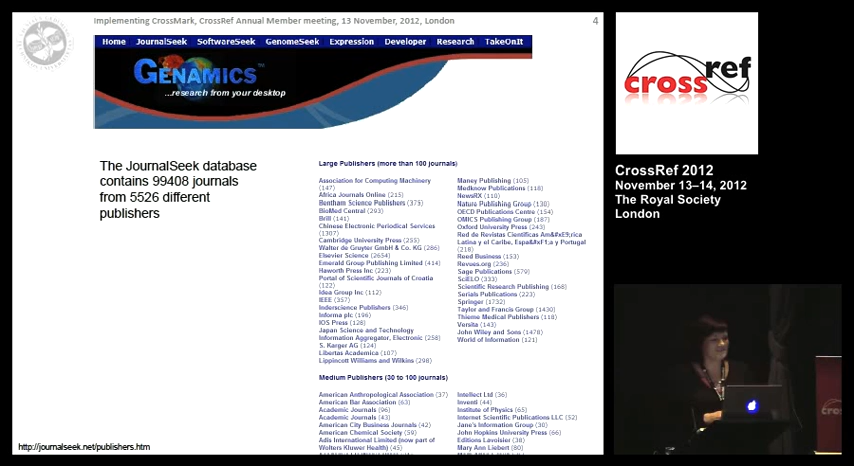 Implementing CrossMark, CrossRef Annual Member meeting, 13 November, 2012, London
4
Home JournalSeek SoftwareSeek GenomeSeek Expression Developer Research TakeOnIt
GENAMICS™
...research from your desktop
The JournalSeek database
contains 99408 journals
from 5526 different
publishers
Large Publishers (more than 100 journals)
Association for Computing Machinery
(147)
Africa Journals Online (215)
Bentham Science Publishers (375)
BioMed Central (293)
Brill (141)
Chinese Electronic Periodical Services
(1307)
Cambridge University Press (255)
Walter de Gruyter GmbH & Co. KG (286)
Elsevier Science (2654)
Emerald Group Publishing Limited (414)
Haworth Press Inc (223)
Portal of Scientific Journals of Croatia
(122)
Idea Group Inc (112)
IEEE (357)
Inderscience Publishers (346)
Informa plc (196)
IOS Press (128)
Japan Science and Technology
Information Aggregator, Electronic (258)
S. Karger AG (124)
Libertas Academica (107)
Lippincott Williams and Wilkins (298)
Maney Publishing (105)
Medknow Publications (118)
NewsRX (110)
Nature Publishing Group (130)
OECD Publications Centre (154)
OMICS Publishing Group (187)
Oxford University Press (243)
Red de Revistas Científicas Am&#xE9;rica
Latina y el Caribe, Espa&#xF1;a y Portugal
(218)
Reed Business (153)
Revues.org (236)
Sage Publications (579)
SciELO (333)
Scientific Research Publishing (168)
Serials Publications (223)
Springer (1732)
Taylor and Francis Group (1430)
Thieme Medical Publishers (118)
Versita (143)
John Wiley and Sons (1478)
World of Information (121)
Medium Publishers (30 to 100 journals)
American Anthropological Association (37)
American Bar Association (63)
Academic Journals (96)
Academic Journals (43)
American City Business Journals (42)
American Chemical Society (59)
Adis International Limited (now part of
Wolters Kluwer Health) (45)
Intellect Ltd (36)
Inventi (44)
Institute of Physics (65)
Internet Scientific Publications LLC (52)
Jane's Information Group (30)
John Hopkins University Press (66)
Editions Lavoisier (38)
Mary Ann Liebert (80)
http://journalseek.net/publishers.htm
crossref
CrossRef 2012
November 13–14, 2012
The Royal Society
London